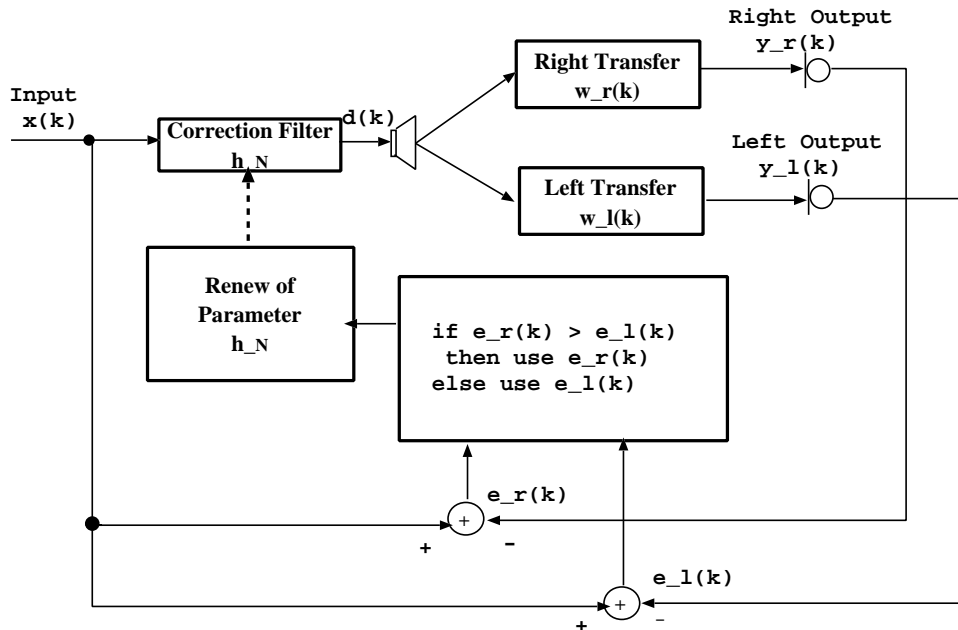 Right Output
y_r(k)
Right Transfer
w_r(k)
Input
x(k)
Correction Filter
h_N
d(k)
Left Output
y_l(k)
Left Transfer
w_l(k)
Renew of
Parameter
h_N
if e_r(k) > e_l(k)
then use e_r(k)
else use e_l(k)
e_r(k)
+
+
-
e_l(k)
+
+
-